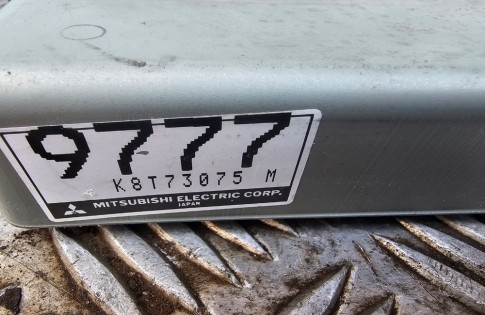 9777
K8T73075 M
MITSUBISHI ELECTRIC CORP.
JAPAN